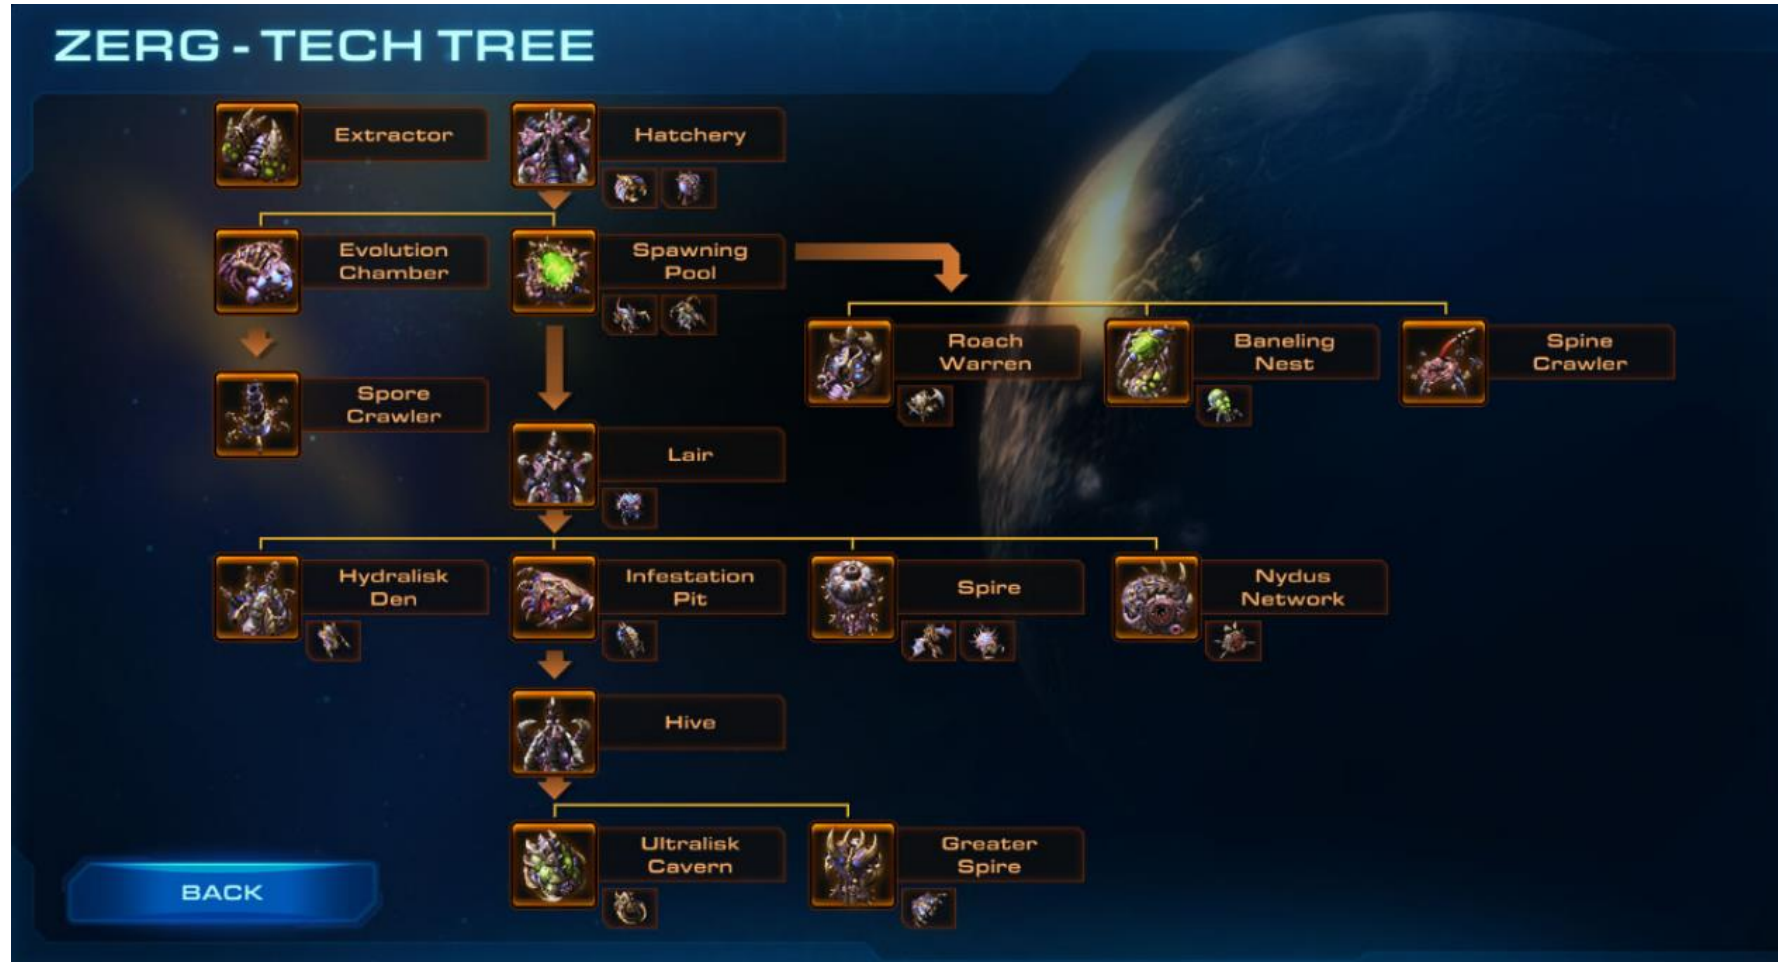 ZERG - TECH TREE
Extractor
Hatchery
Evolution
Chamber
Spawning
Pool
Roach
Warren
Baneling
Nest
Spine
Crawler
Spore
Crawler
Lair
Hydralisk
Den
Infestation
Pit
Spire
Nydus
Network
Hive
Ultralisk
Cavern
Greater
Spire
BACK